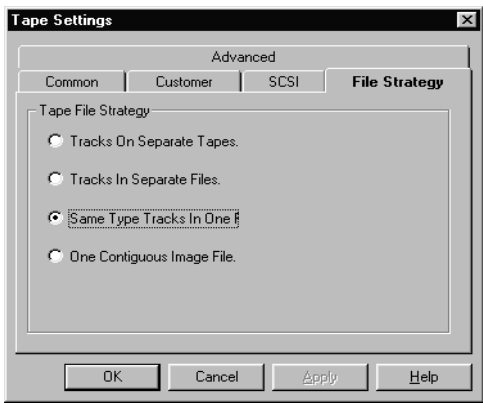 Tape Settings
Advanced
Common Customer SCSI File Strategy
Tape File Strategy
Tracks On Separate Tapes.
Tracks In Separate Files.
Same Type Tracks In One
One Contiguous Image File.
OK Cancel Apply Help